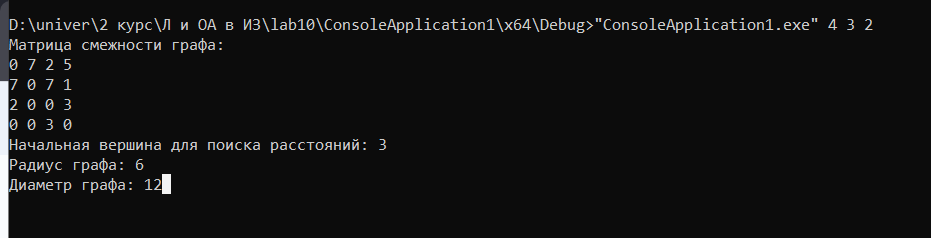 D:\univer\2 курс\Л и ОА в ИЗ\lab10\ConsoleApplication1\x64\Debug>"ConsoleApplication1.exe" 4 3 2
Матрица смежности графа:
0 7 2 5
7 0 7 1
2 0 0 3
0 0 3 0
Начальная вершина для поиска расстояний: 3
Радиус графа: 6
Диаметр графа: 12